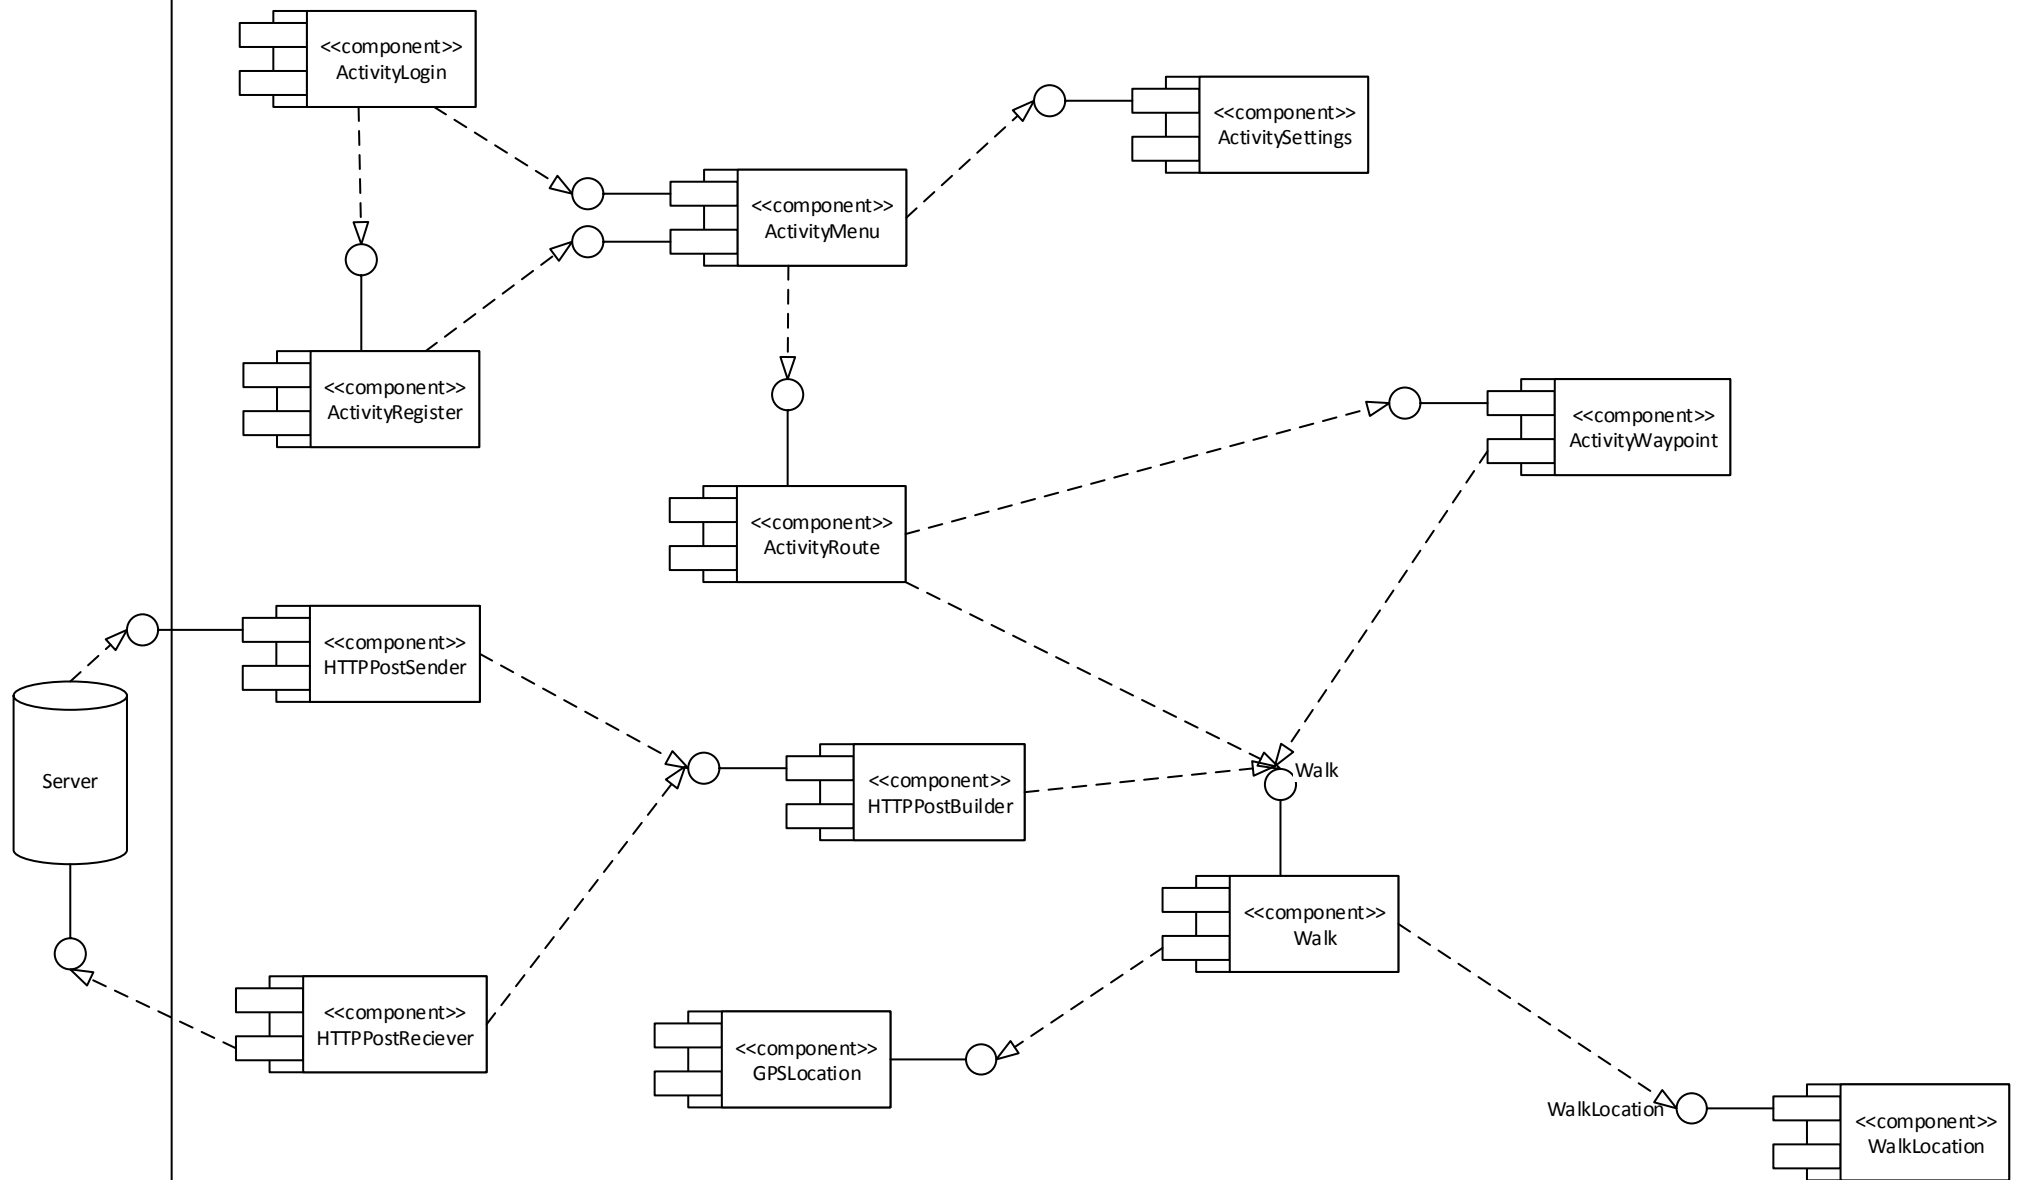 <<component>>
ActivityLogin
<<component>>
ActivitySettings
<<component>>
ActivityMenu
<<component>>
ActivityRegister
<<component>>
ActivityWaypoint
<<component>>
ActivityRoute
<<component>>
HTTPPostSender
Server
<<component>>
HTTPPostBuilder
Walk
<<component>>
Walk
<<component>>
HTTPPostReciever
<<component>>
GPSLocation
WalkLocation
<<component>>
WalkLocation